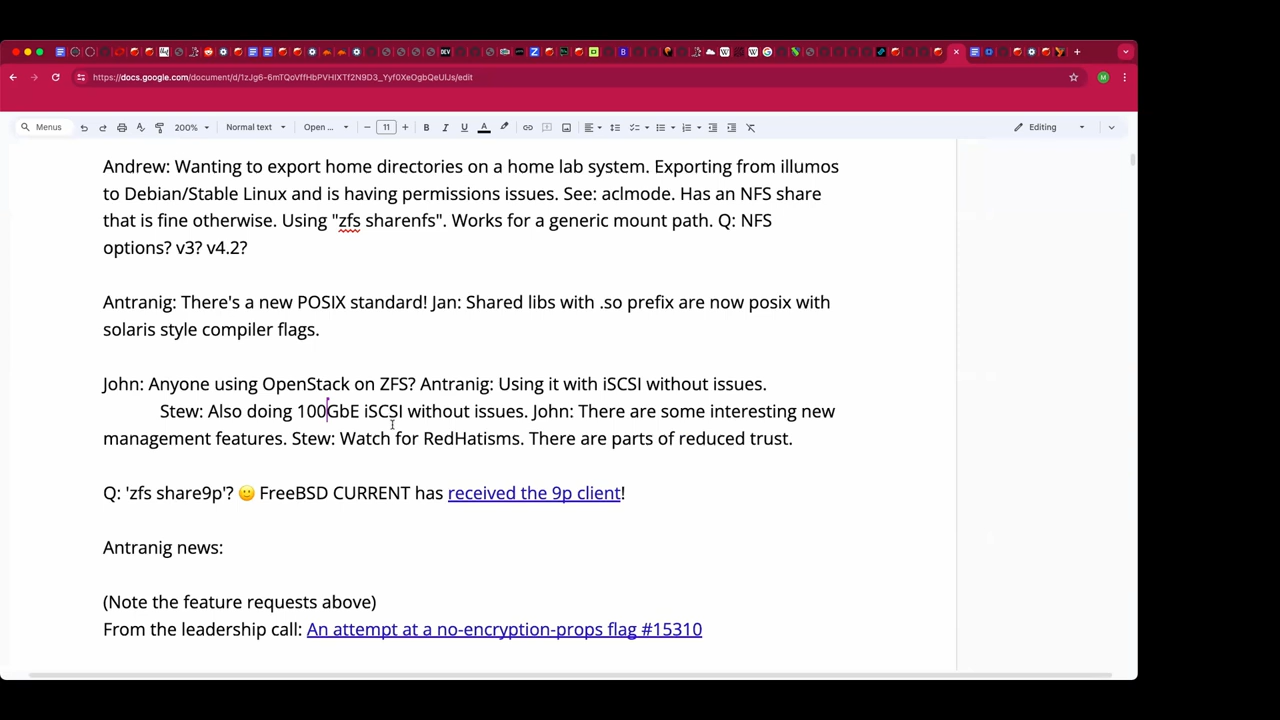 https://docs.google.com/document/d/1zJg6-6mTQoVffHbPVHIXTf2N9D3_Yyf0XeOgbQeUlJs/edit
M
Menus
200%
Normal text
Open ...
11
Editing
Andrew: Wanting to export home directories on a home lab system. Exporting from illumos
to Debian/Stable Linux and is having permissions issues. See: aclmode. Has an NFS share
that is fine otherwise. Using "zfs sharenfs". Works for a generic mount path. Q: NFS
options? v3? v4.2?
Antranig: There's a new POSIX standard! Jan: Shared libs with .so prefix are now posix with
solaris style compiler flags.
John: Anyone using OpenStack on ZFS? Antranig: Using it with iSCSI without issues.
Stew: Also doing 100GbE iSCSI without issues. John: There are some interesting new
management features. Stew: Watch for RedHatisms. There are parts of reduced trust.
Q: 'zfs share9p'? 🙂 FreeBSD CURRENT has received the 9p client!
Antranig news:
(Note the feature requests above)
From the leadership call: An attempt at a no-encryption-props flag #15310